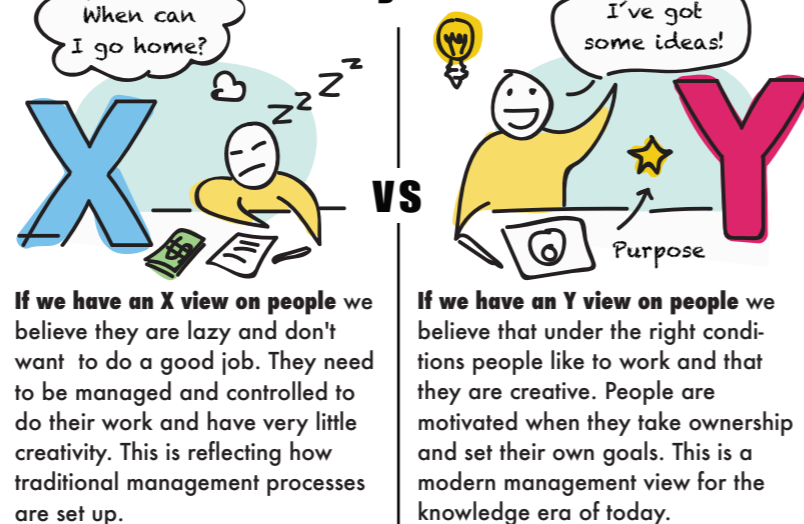 When can
I go home?
zzzz
X
If we have an X view on people we
believe they are lazy and don't
want to do a good job. They need
to be managed and controlled to
do their work and have very little
creativity. This is reflecting how
traditional management processes
are set up.
vs
I've got
some ideas!
Y
Purpose
If we have an Y view on people we
believe that under the right condi-
tions people like to work and that
they are creative. People are
motivated when they take ownership
and set their own goals. This is a
modern management view for the
knowledge era of today.